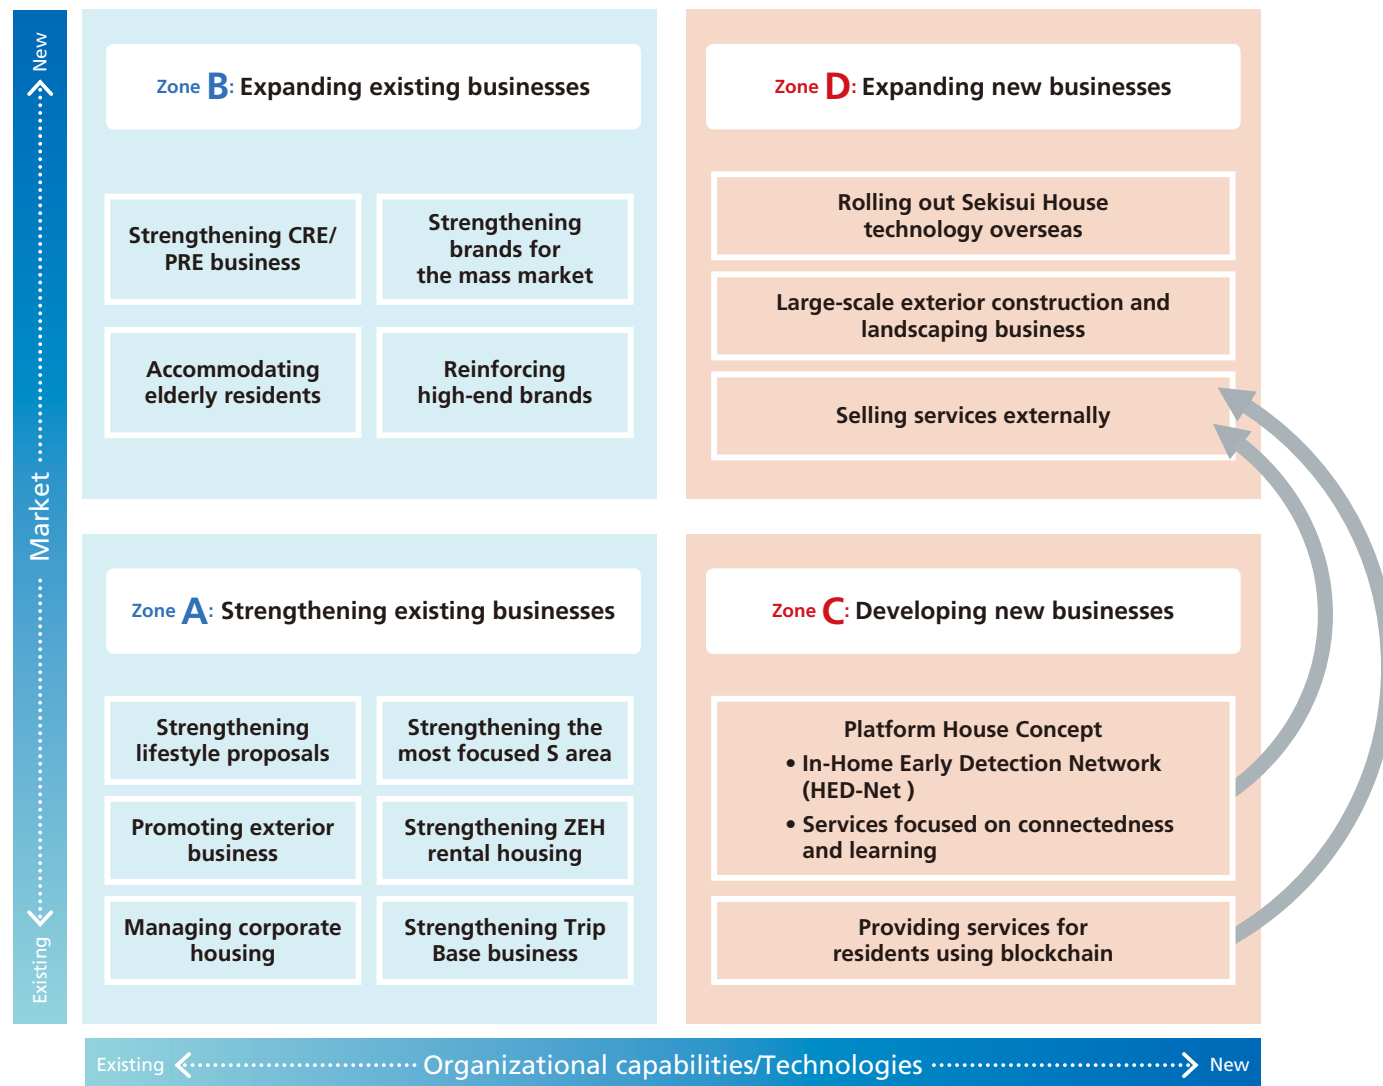 New
Market
Existing
Zone B: Expanding existing businesses
Strengthening CRE/
PRE business
Strengthening
brands for
the mass market
Accommodating
elderly residents
Reinforcing
high-end brands
Zone D: Expanding new businesses
Rolling out Sekisui House
technology overseas
Large-scale exterior construction and
landscaping business
Selling services externally
Zone A: Strengthening existing businesses
Strengthening
lifestyle proposals
Strengthening the
most focused S area
Promoting exterior
business
Strengthening ZEH
rental housing
Managing corporate
housing
Strengthening Trip
Base business
Zone C: Developing new businesses
Platform House Concept
• In-Home Early Detection Network
(HED-Net )
• Services focused on connectedness
and learning
Providing services for
residents using blockchain
Existing
Organizational capabilities/Technologies
New